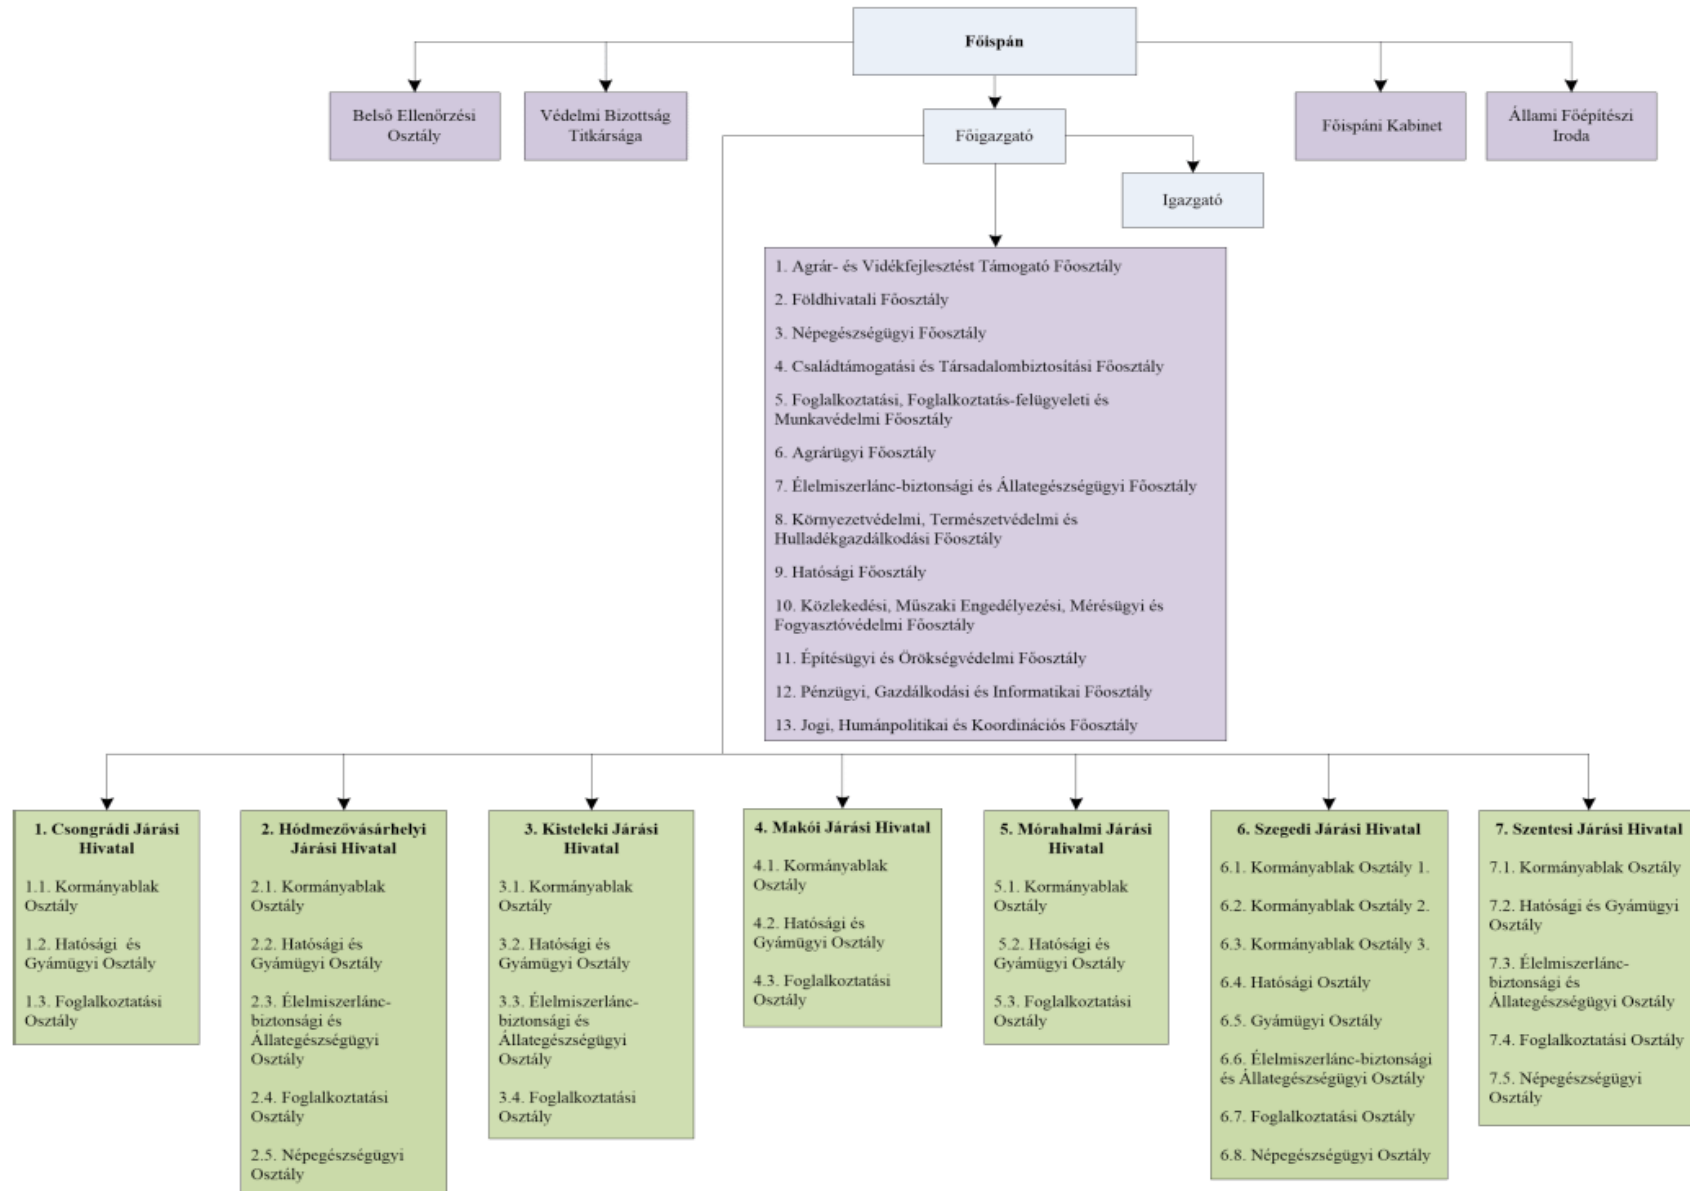 Főispán
Belső Ellenőrzési
Osztály
Védelmi Bizottság
Titkársága
Főigazgató
Főispáni Kabinet
Állami Főépítészi
Iroda
Igazgató
1. Agrár- és Vidékfejlesztést Támogató Főosztály
2. Földhivatali Főosztály
3. Népegészségügyi Főosztály
4. Családtámogatási és Társadalombiztosítási Főosztály
5. Foglalkoztatási, Foglalkoztatás-felügyeleti és
Munkavédelmi Főosztály
6. Agrárügyi Főosztály
7. Élelmiszerlánc-biztonsági és Állategészségügyi Főosztály
8. Környezetvédelmi, Természetvédelmi és
Hulladékgazdálkodási Főosztály
9. Hatósági Főosztály
10. Közlekedési, Műszaki Engedélyezési, Mérésügyi és
Fogyasztóvédelmi Főosztály
11. Építésügyi és Örökségvédelmi Főosztály
12. Pénzügyi, Gazdálkodási és Informatikai Főosztály
13. Jogi, Humánpolitikai és Koordinációs Főosztály
1. Csongrádi Járási
Hivatal
1.1. Kormányablak
Osztály
1.2. Hatósági és
Gyámügyi Osztály
1.3. Foglalkoztatási
Osztály
2. Hódmezővásárhelyi
Járási Hivatal
2.1. Kormányablak
Osztály
2.2. Hatósági és
Gyámügyi Osztály
2.3. Élelmiszerlánc-
biztonsági és
Állategészségügyi
Osztály
2.4. Foglalkoztatási
Osztály
2.5. Népegészségügyi
Osztály
3. Kisteleki Járási
Hivatal
3.1. Kormányablak
Osztály
3.2. Hatósági és
Gyámügyi Osztály
3.3. Élelmiszerlánc-
biztonsági és
Állategészségügyi
Osztály
3.4. Foglalkoztatási
Osztály
4. Makói Járási Hivatal
4.1. Kormányablak
Osztály
4.2. Hatósági és
Gyámügyi Osztály
4.3. Foglalkoztatási
Osztály
5. Mórahalmi Járási
Hivatal
5.1. Kormányablak
Osztály
5.2. Hatósági és
Gyámügyi Osztály
5.3. Foglalkoztatási
Osztály
6. Szegedi Járási Hivatal
6.1. Kormányablak Osztály 1.
6.2. Kormányablak Osztály 2.
6.3. Kormányablak Osztály 3.
6.4. Hatósági Osztály
6.5. Gyámügyi Osztály
6.6. Élelmiszerlánc-biztonsági
és Állategészségügyi Osztály
6.7. Foglalkoztatási Osztály
6.8. Népegészségügyi Osztály
7. Szentesi Járási Hivatal
7.1. Kormányablak Osztály
7.2. Hatósági és Gyámügyi
Osztály
7.3. Élelmiszerlánc-
biztonsági és
Állategészségügyi Osztály
7.4. Foglalkoztatási Osztály
7.5. Népegészségügyi
Osztály